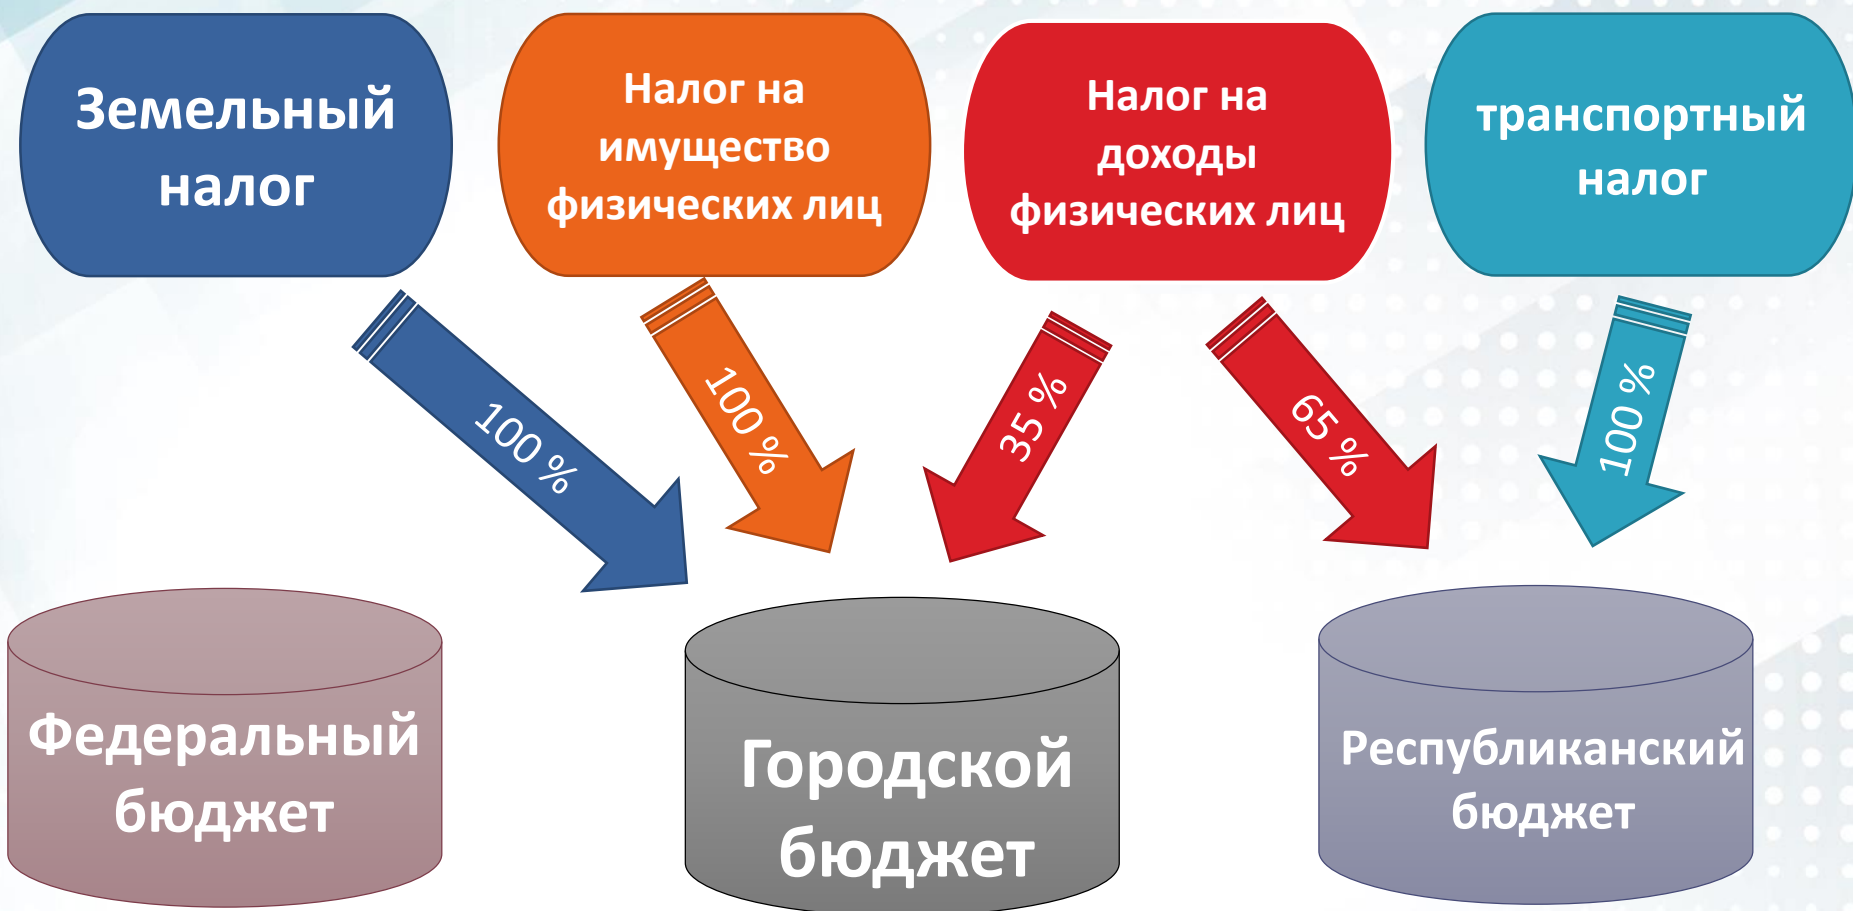 Земельный
налог
Налог на
имущество
физических лиц
Налог на
доходы
физических лиц
транспортный
налог
100 %
100 %
35 %
65 %
100 %
Федеральный
бюджет
Городской
бюджет
Республиканский
бюджет